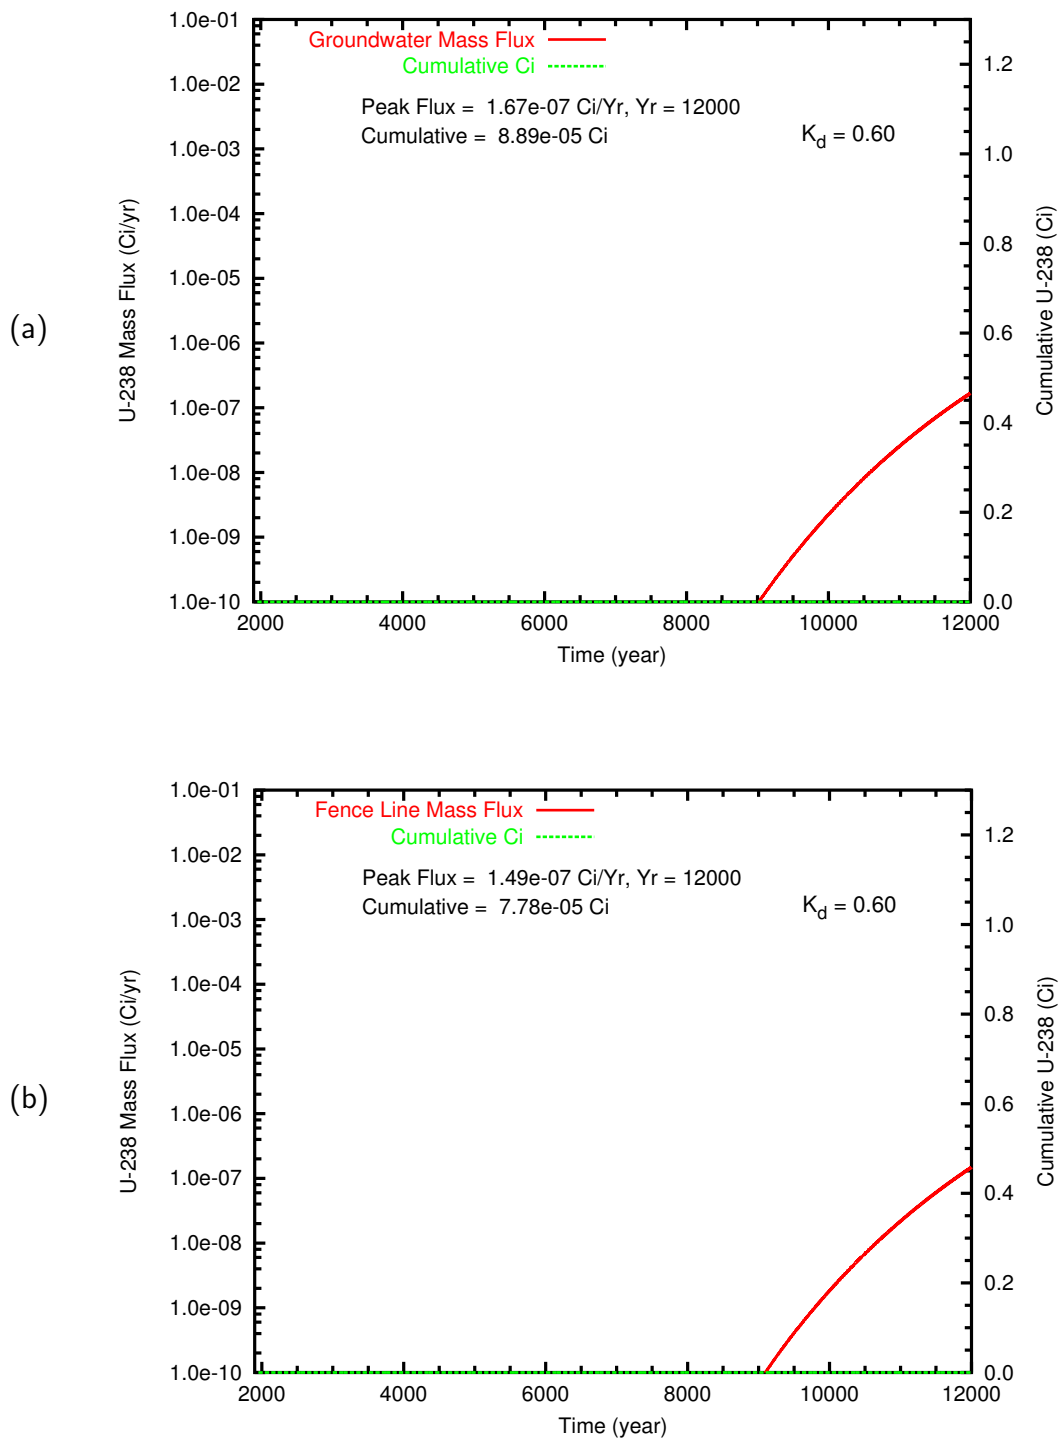 (a)
U-238 Mass Flux (Ci/yr)
1.0e-01
1.0e-02
1.0e-03
1.0e-04
1.0e-05
1.0e-06
1.0e-07
1.0e-08
1.0e-09
1.0e-10
Groundwater Mass Flux
Cumulative Ci
Peak Flux = 1.67e-07 Ci/Yr, Yr = 12000
Cumulative = 8.89e-05 Ci
K_d = 0.60
1.2
1.0
0.8
0.6
0.4
0.2
0.0
Cumulative U-238 (Ci)
2000 4000 6000 8000 10000 12000
Time (year)
(b)
U-238 Mass Flux (Ci/yr)
1.0e-01
1.0e-02
1.0e-03
1.0e-04
1.0e-05
1.0e-06
1.0e-07
1.0e-08
1.0e-09
1.0e-10
Fence Line Mass Flux
Cumulative Ci
Peak Flux = 1.49e-07 Ci/Yr, Yr = 12000
Cumulative = 7.78e-05 Ci
K_d = 0.60
1.2
1.0
0.8
0.6
0.4
0.2
0.0
Cumulative U-238 (Ci)
2000 4000 6000 8000 10000 12000
Time (year)